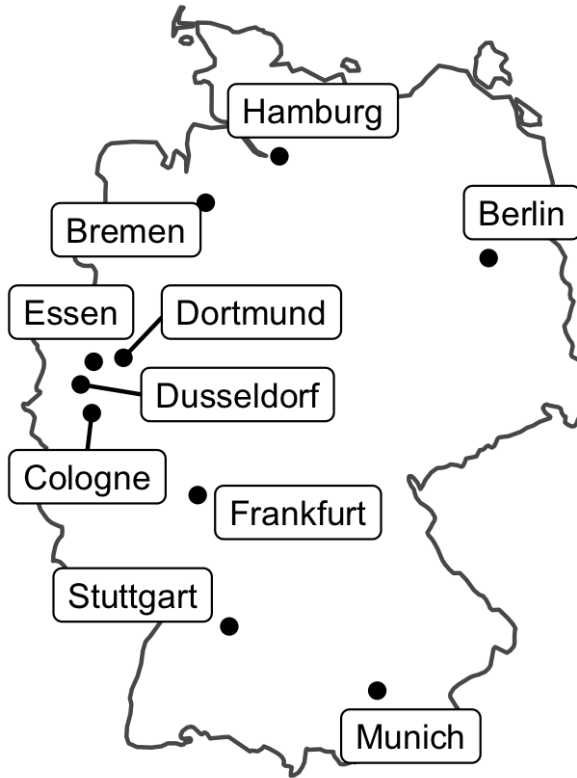 Hamburg
Berlin
Bremen
Essen
Dortmund
Dusseldorf
Cologne
Frankfurt
Stuttgart
Munich